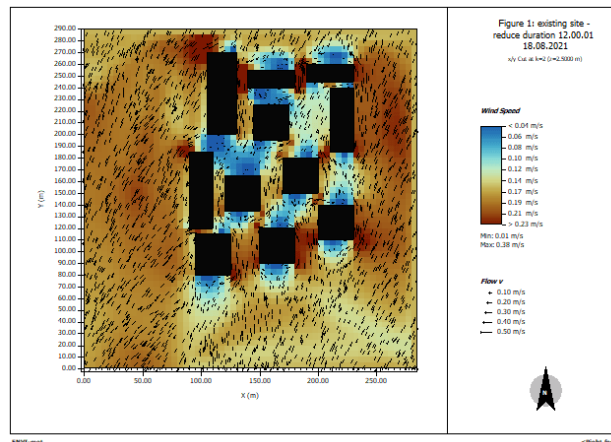 Figure 1: existing site -
reduce duration 12.00.01
18.08.2021
x/y Cut at k=2 (z=2.5000 m)
290.00
280.00
270.00
260.00
250.00
240.00
230.00
220.00
210.00
200.00
190.00
180.00
170.00
160.00
150.00
140.00
130.00
120.00
110.00
100.00
90.00
80.00
70.00
60.00
50.00
40.00
30.00
20.00
10.00
0.00
Y (m)
0.00 50.00 100.00 150.00 200.00 250.00
X (m)
Wind Speed
< 0.04 m/s
0.06 m/s
0.08 m/s
0.10 m/s
0.12 m/s
0.14 m/s
0.17 m/s
0.19 m/s
0.21 m/s
> 0.23 m/s
Min: 0.01 m/s
Max: 0.38 m/s
Flow v
0.10 m/s
0.20 m/s
0.30 m/s
0.40 m/s
0.50 m/s
N